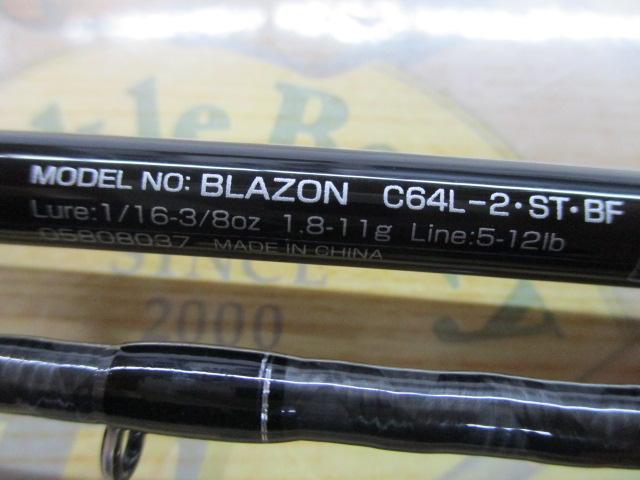 MODEL NO: BLAZON C64L-2・ST・BF
Lure:1/16-3/8oz 1.8-11g Line:5-12lb
05808037 MADE IN CHINA
SINCE
2000